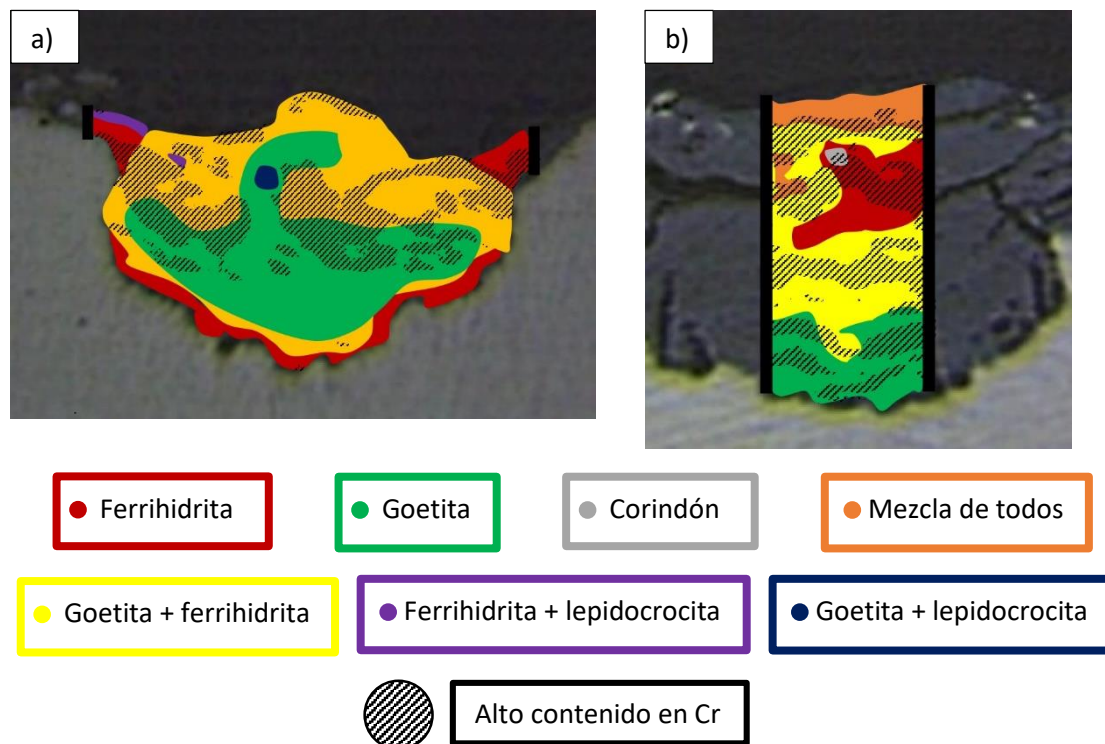 a)
b)
Ferrihidrita
Goetita
Corindón
Mezcla de todos
Goetita + ferrihidrita
Ferrihidrita + lepidocrocita
Goetita + lepidocrocita
Alto contenido en Cr